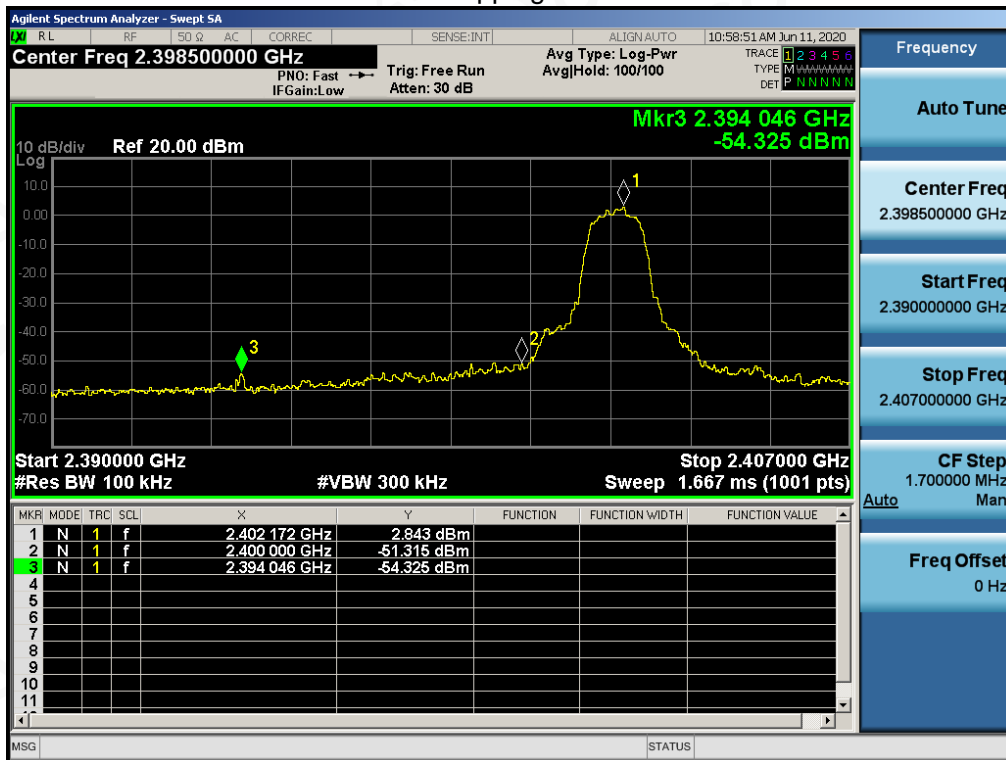 Agilent Spectrum Analyzer - Swept SA
LXI RL RF 50 Ω AC CORREC SENSE:INT ALIGN AUTO 10:58:51 AM Jun 11, 2020
Center Freq 2.398500000 GHz
PNO: Fast
IFGain:Low
Trig: Free Run
Atten: 30 dB
Avg Type: Log-Pwr
Avg|Hold: 100/100
TRACE 1 2 3 4 5 6
TYPE M
DET P N N N N N
Mkr3 2.394 046 GHz
-54.325 dBm
10 dB/div Ref 20.00 dBm
Log
10.0
0.00
-10.0
-20.0
-30.0
-40.0
-50.0
-60.0
-70.0
1
2
3
Start 2.390000 GHz Stop 2.407000 GHz
#Res BW 100 kHz #VBW 300 kHz Sweep 1.667 ms (1001 pts)
MKR MODE TRC SCL X Y FUNCTION FUNCTION WIDTH FUNCTION VALUE
1 N 1 f 2.402 172 GHz 2.843 dBm
2 N 1 f 2.400 000 GHz -51.315 dBm
3 N 1 f 2.394 046 GHz -54.325 dBm
4
5
6
7
8
9
10
11
MSG STATUS
Frequency
Auto Tune
Center Freq
2.398500000 GHz
Start Freq
2.390000000 GHz
Stop Freq
2.407000000 GHz
CF Step
1.700000 MHz
Auto Man
Freq Offset
0 Hz